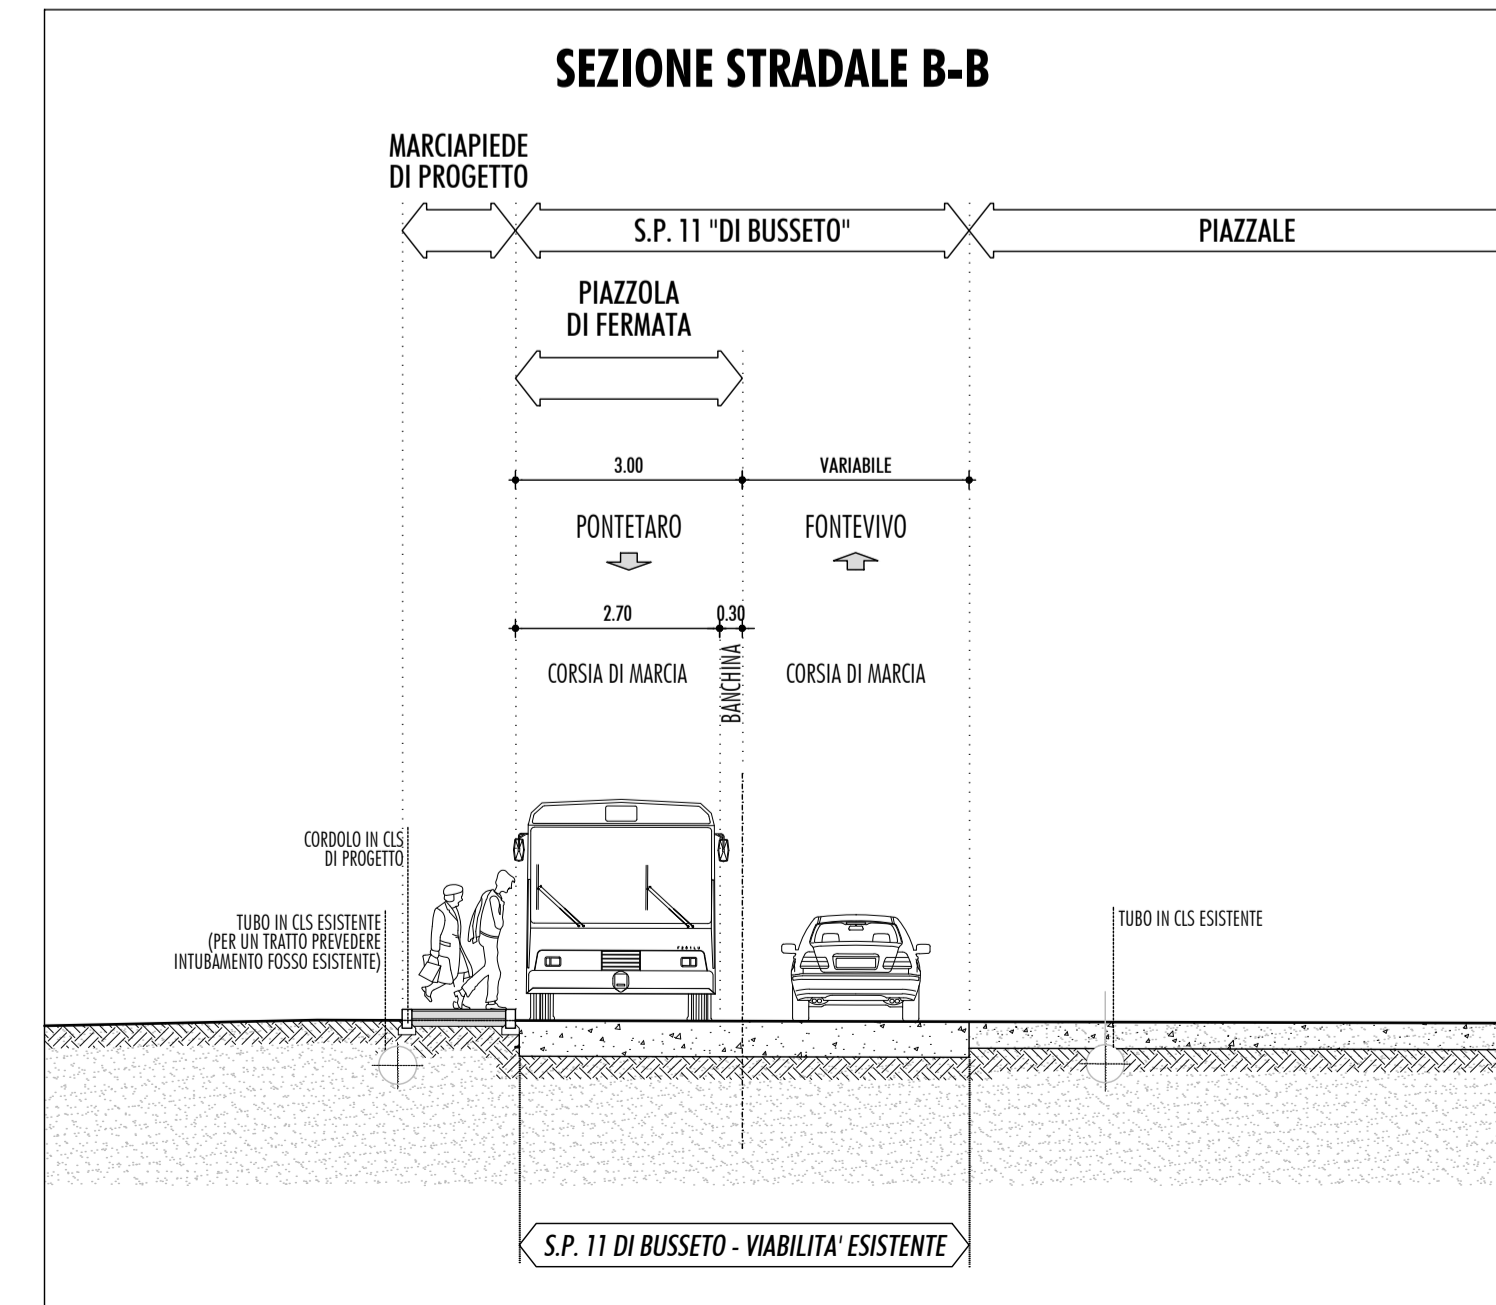 SEZIONE STRADALE B-B
MARCIAPIEDE
DI PROGETTO
S.P. 11 "DI BUSSETO"
PIAZZALE
PIAZZOLA
DI FERMATA
3.00
VARIABILE
PONTETARO
FONTEVIVO
2.70
0.30
CORSIA DI MARCIA
BANCHINA
CORSIA DI MARCIA
CORDOLO IN CLS
DI PROGETTO
TUBO IN CLS ESISTENTE
(PER UN TRATTO PREVEDERE
INTUBAMENTO FOSSO ESISTENTE)
TUBO IN CLS ESISTENTE
S.P. 11 DI BUSSETO - VIABILITA' ESISTENTE